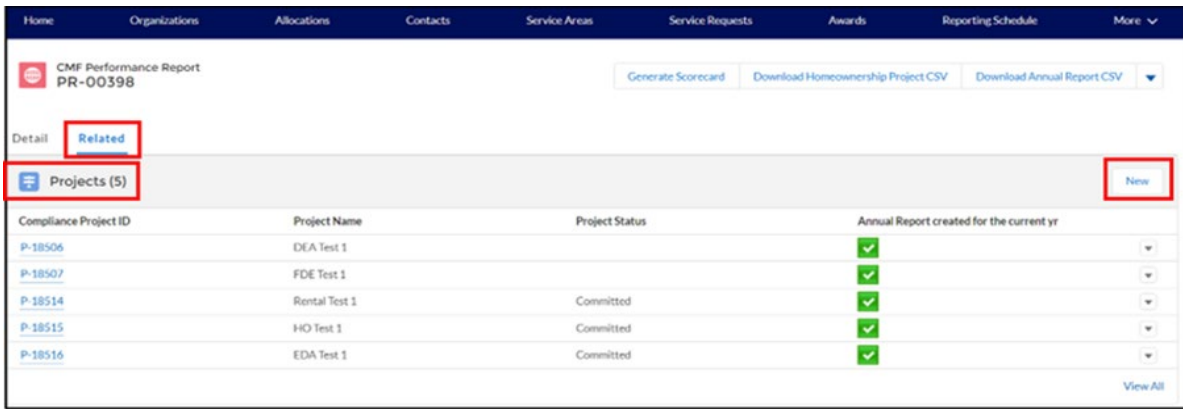 Home Organizations Allocations Contacts Service Areas Service Requests Awards Reporting Schedule More
CMF Performance Report
PR-00398
Generate Scorecard Download Homeownership Project CSV Download Annual Report CSV
Detail Related
Projects (5) New
Compliance Project ID Project Name Project Status Annual Report created for the current yr
P-18506 DEA Test 1
P-18507 FDE Test 1
P-18514 Rental Test 1 Committed
P-18515 HO Test 1 Committed
P-18516 EDA Test 1 Committed
View All